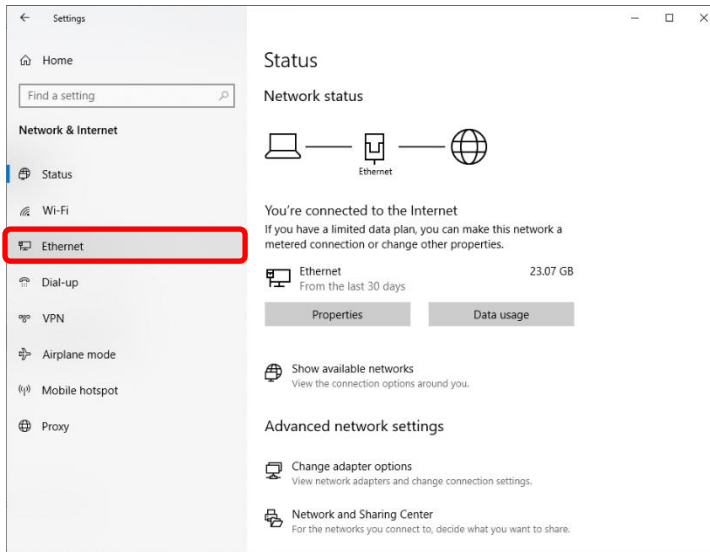 Settings
Home
Find a setting
Network & Internet
Status
Wi-Fi
Ethernet
Dial-up
VPN
Airplane mode
Mobile hotspot
Proxy
Status
Network status
Ethernet
You're connected to the Internet
If you have a limited data plan, you can make this network a
metered connection or change other properties.
Ethernet 23.07 GB
From the last 30 days
Properties Data usage
Show available networks
View the connection options around you.
Advanced network settings
Change adapter options
View network adapters and change connection settings.
Network and Sharing Center
For the networks you connect to, decide what you want to share.